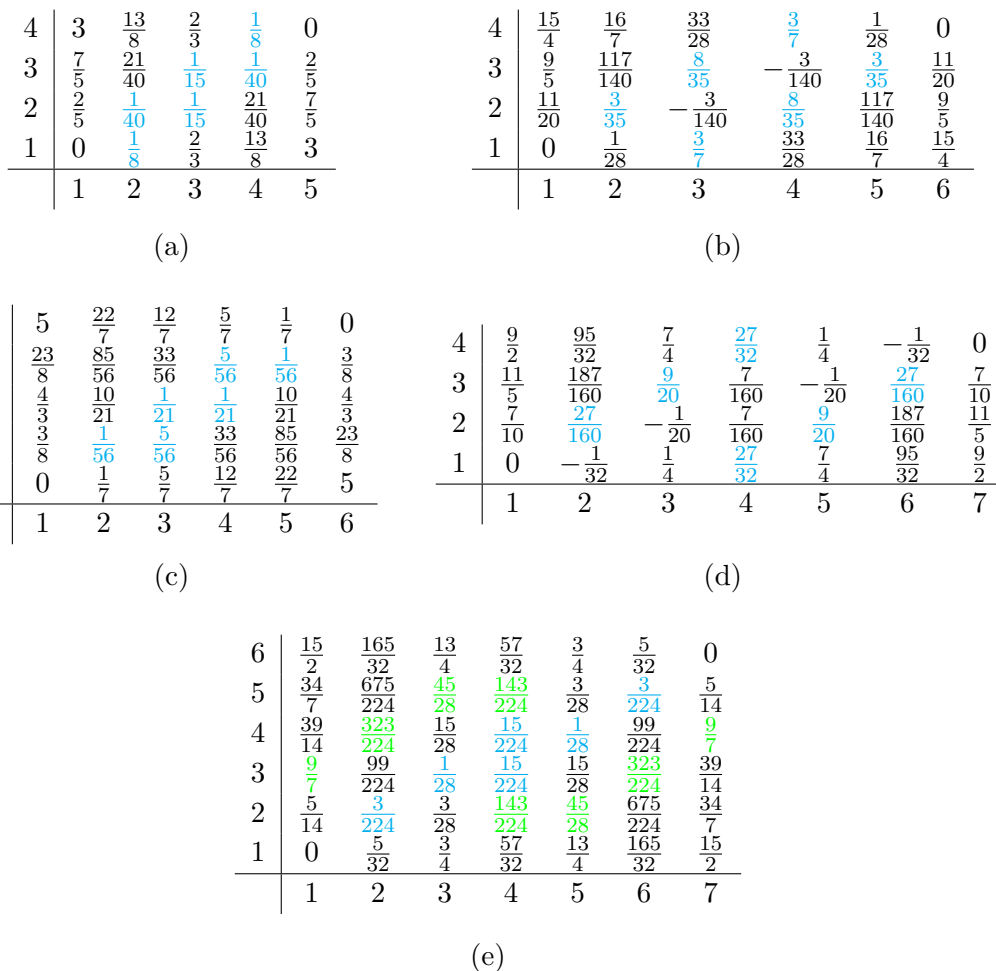 4 3 13/8 2/3 1/8 0
3 7/5 21/40 1/15 1/40 2/5
2 2/5 1/40 1/15 21/40 7/5
1 0 1/8 2/3 13/8 3
1 2 3 4 5
(a)
4 15/4 16/7 33/28 3/7 1/28 0
3 9/5 117/140 8/35 −3/140 3/35 11/20
2 11/20 3/35 −3/140 8/35 117/140 9/5
1 0 1/28 3/7 33/28 16/7 15/4
1 2 3 4 5 6
(b)
5 22/7 12/7 5/7 1/7 0
23/8 85/56 33/56 5/56 1/56 3/8
4/3 10/21 1/21 1/21 10/21 4/3
3/8 1/56 5/56 33/56 85/56 23/8
0 1/7 5/7 12/7 22/7 5
1 2 3 4 5 6
(c)
4 9/2 95/32 7/4 27/32 1/4 −1/32 0
3 11/5 187/160 9/20 7/160 −1/20 27/160 7/10
2 7/10 27/160 −1/20 7/160 9/20 187/160 11/5
1 0 −1/32 1/4 27/32 7/4 95/32 9/2
1 2 3 4 5 6 7
(d)
6 15/2 165/32 13/4 57/32 3/4 5/32 0
5 34/7 675/224 45/28 143/224 3/28 3/224 5/14
4 39/14 323/224 15/28 15/224 1/28 99/224 9/7
3 9/7 99/224 1/28 15/224 15/28 323/224 39/14
2 5/14 3/224 3/28 143/224 45/28 675/224 34/7
1 0 5/32 3/4 57/32 13/4 165/32 15/2
1 2 3 4 5 6 7
(e)